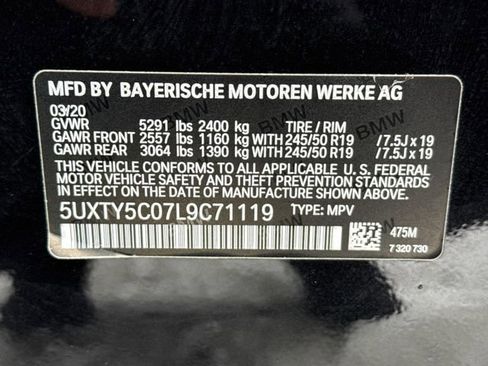 MFD BY BAYERISCHE MOTOREN WERKE AG
03/20
GVWR 5291 lbs 2400 kg TIRE / RIM
GAWR FRONT 2557 lbs 1160 kg WITH 245/50 R19 / 7.5J x 19
GAWR REAR 3064 lbs 1390 kg WITH 245/50 R19 / 7.5J x 19
THIS VEHICLE CONFORMS TO ALL APPLICABLE U. S. FEDERAL
MOTOR VEHICLE SAFETY AND THEFT PREVENTION STANDARDS
IN EFFECT ON THE DATE OF MANUFACTURE SHOWN ABOVE.
5UXTY5C07L9C71119 TYPE: MPV
475M
7 320 730